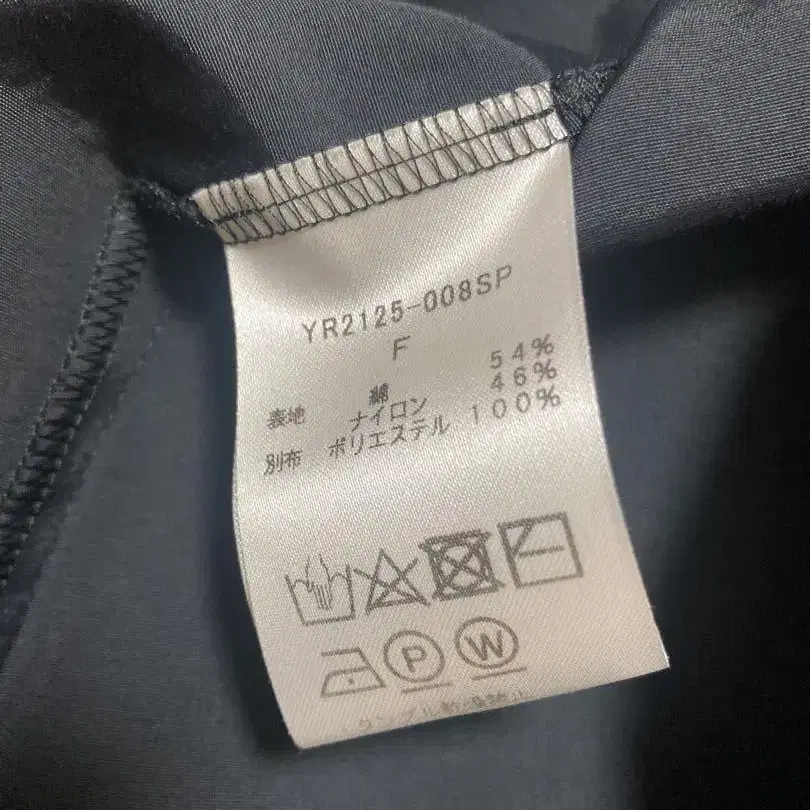 YR2125-008SP
F
表地 綿 54%
ナイロン 46%
別布 ポリエステル 100%
P W